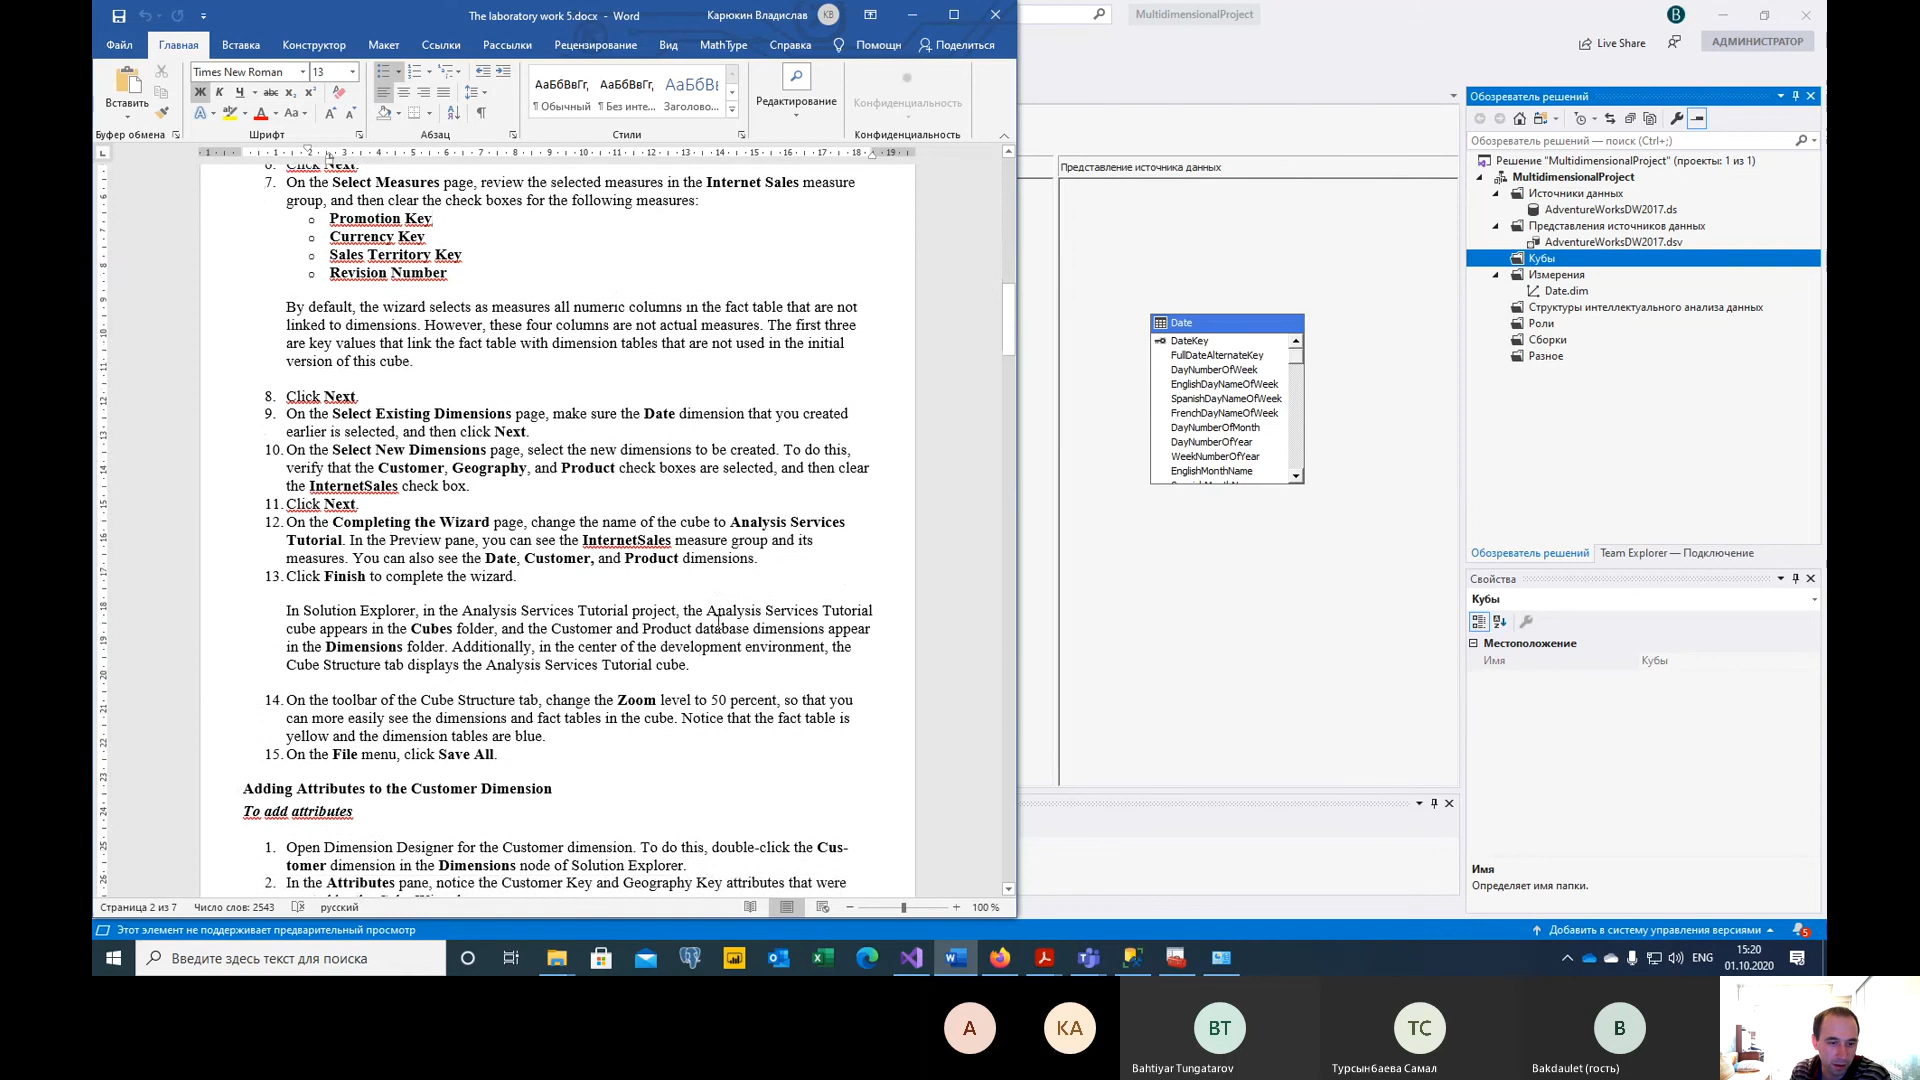 The laboratory work 5.docx - Word
Карюкин Владислав
КВ
MultidimensionalProject
В
Файл
Главная
Вставка
Конструктор
Макет
Ссылки
Рассылки
Рецензирование
Вид
MathType
Справка
Помощн
Поделиться
Live Share
АДМИНИСТРАТОР
Вставить
Times New Roman
13
Ж К Ч abc x₂ x²
Aa
АаБбВвГг, АаБбВвГг, АаБбВв
¶ Обычный
¶ Без инте...
Заголово...
Редактирование
Конфиденциальность
Буфер обмена
Шрифт
Абзац
Стили
Конфиденциальность
6. Click Next.
7. On the Select Measures page, review the selected measures in the Internet Sales measure
group, and then clear the check boxes for the following measures:
o Promotion Key
o Currency Key
o Sales Territory Key
o Revision Number
By default, the wizard selects as measures all numeric columns in the fact table that are not
linked to dimensions. However, these four columns are not actual measures. The first three
are key values that link the fact table with dimension tables that are not used in the initial
version of this cube.
8. Click Next.
9. On the Select Existing Dimensions page, make sure the Date dimension that you created
earlier is selected, and then click Next.
10. On the Select New Dimensions page, select the new dimensions to be created. To do this,
verify that the Customer, Geography, and Product check boxes are selected, and then clear
the InternetSales check box.
11. Click Next.
12. On the Completing the Wizard page, change the name of the cube to Analysis Services
Tutorial. In the Preview pane, you can see the InternetSales measure group and its
measures. You can also see the Date, Customer, and Product dimensions.
13. Click Finish to complete the wizard.
In Solution Explorer, in the Analysis Services Tutorial project, the Analysis Services Tutorial
cube appears in the Cubes folder, and the Customer and Product database dimensions appear
in the Dimensions folder. Additionally, in the center of the development environment, the
Cube Structure tab displays the Analysis Services Tutorial cube.
14. On the toolbar of the Cube Structure tab, change the Zoom level to 50 percent, so that you
can more easily see the dimensions and fact tables in the cube. Notice that the fact table is
yellow and the dimension tables are blue.
15. On the File menu, click Save All.
Adding Attributes to the Customer Dimension
To add attributes
1. Open Dimension Designer for the Customer dimension. To do this, double-click the Cus-
tomer dimension in the Dimensions node of Solution Explorer.
2. In the Attributes pane, notice the Customer Key and Geography Key attributes that were
Страница 2 из 7
Число слов: 2543
русский
100 %
Представление источника данных
Date
DateKey
FullDateAlternateKey
DayNumberOfWeek
EnglishDayNameOfWeek
SpanishDayNameOfWeek
FrenchDayNameOfWeek
DayNumberOfMonth
DayNumberOfYear
WeekNumberOfYear
EnglishMonthName
Обозреватель решений
Обозреватель решений — поиск (Ctrl+;)
Решение "MultidimensionalProject" (проекты: 1 из 1)
MultidimensionalProject
Источники данных
AdventureWorksDW2017.ds
Представления источников данных
AdventureWorksDW2017.dsv
Кубы
Измерения
Date.dim
Структуры интеллектуального анализа данных
Роли
Сборки
Разное
Обозреватель решений
Team Explorer — Подключение
Свойства
Кубы
Местоположение
Имя
Кубы
Имя
Определяет имя папки.
Этот элемент не поддерживает предварительный просмотр
Добавить в систему управления версиями
5
Введите здесь текст для поиска
ENG
15:20
01.10.2020
A
KA
BT
Bahtiyar Tungatarov
TC
Турсынбаева Самал
B
Bakdaulet (гость)